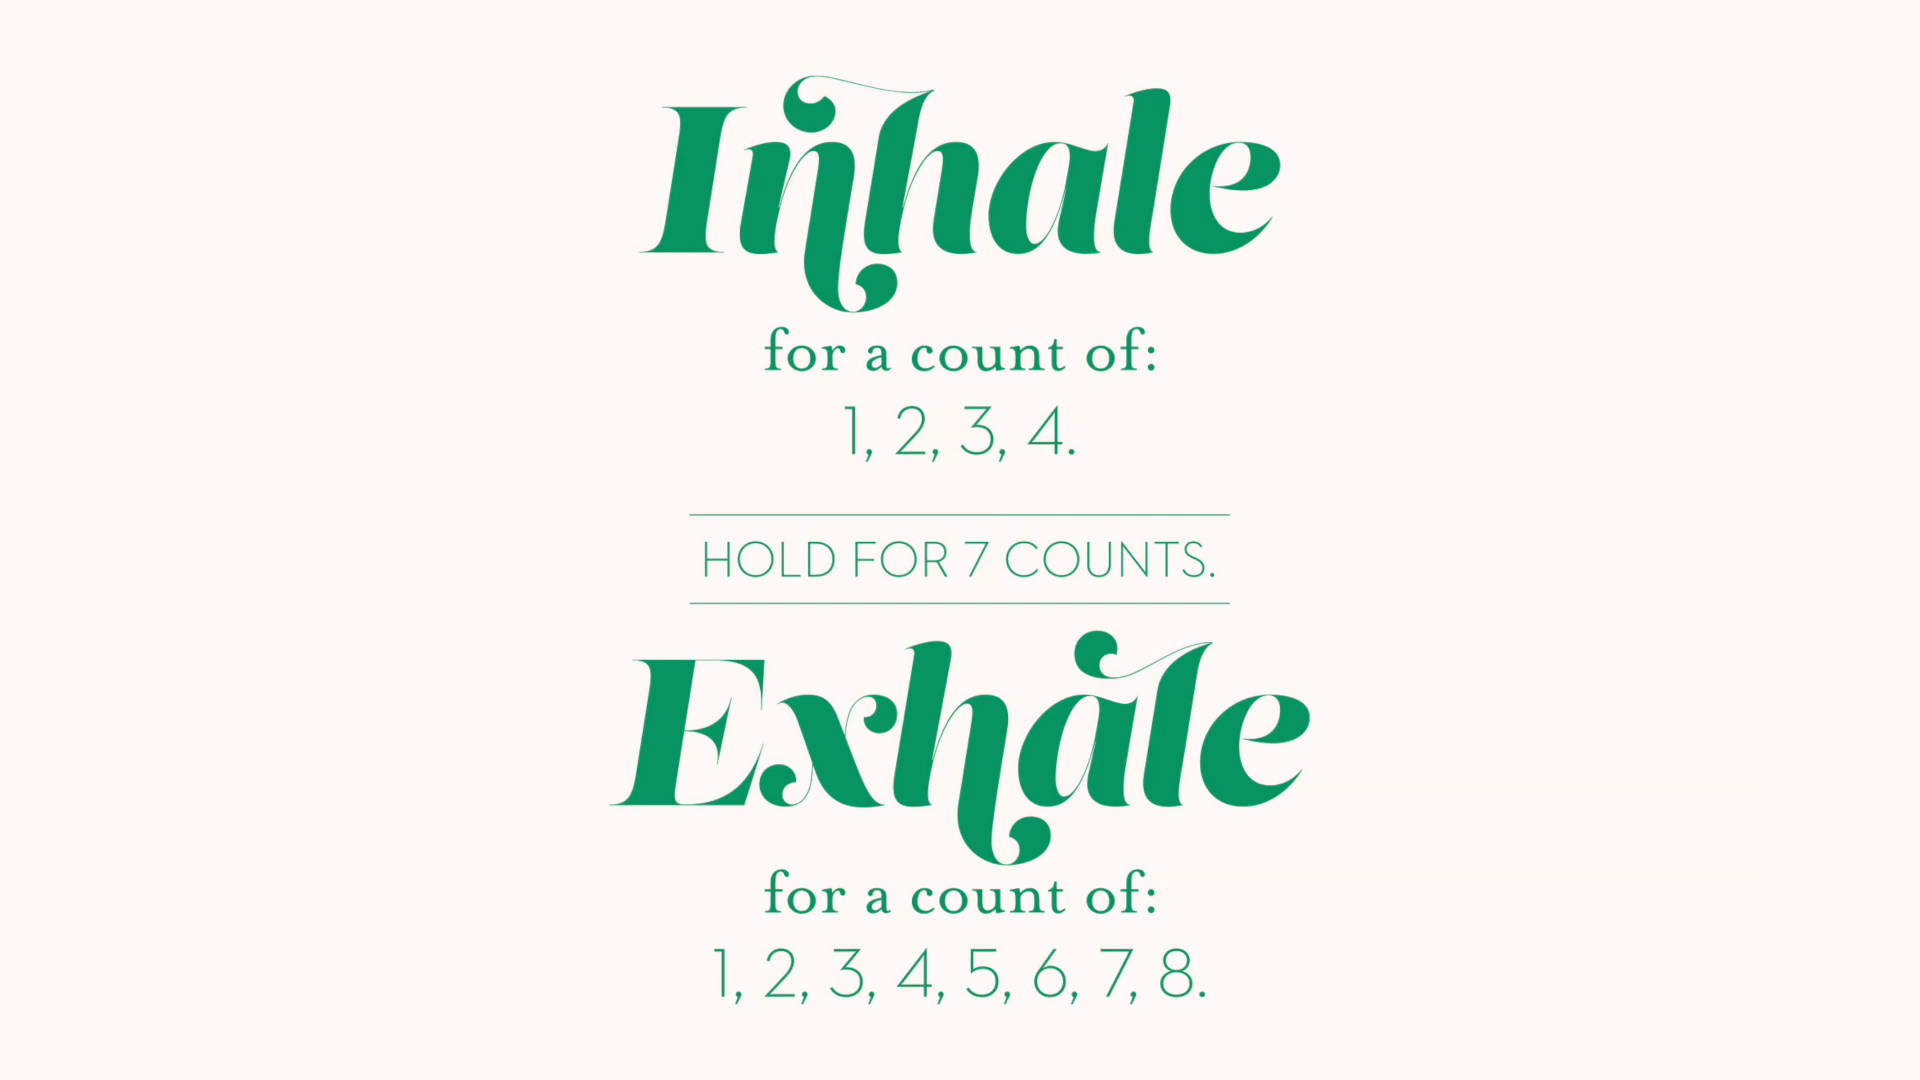 Inhale
for a count of:
1, 2, 3, 4.
HOLD FOR 7 COUNTS.
Exhale
for a count of:
1, 2, 3, 4, 5, 6, 7, 8.